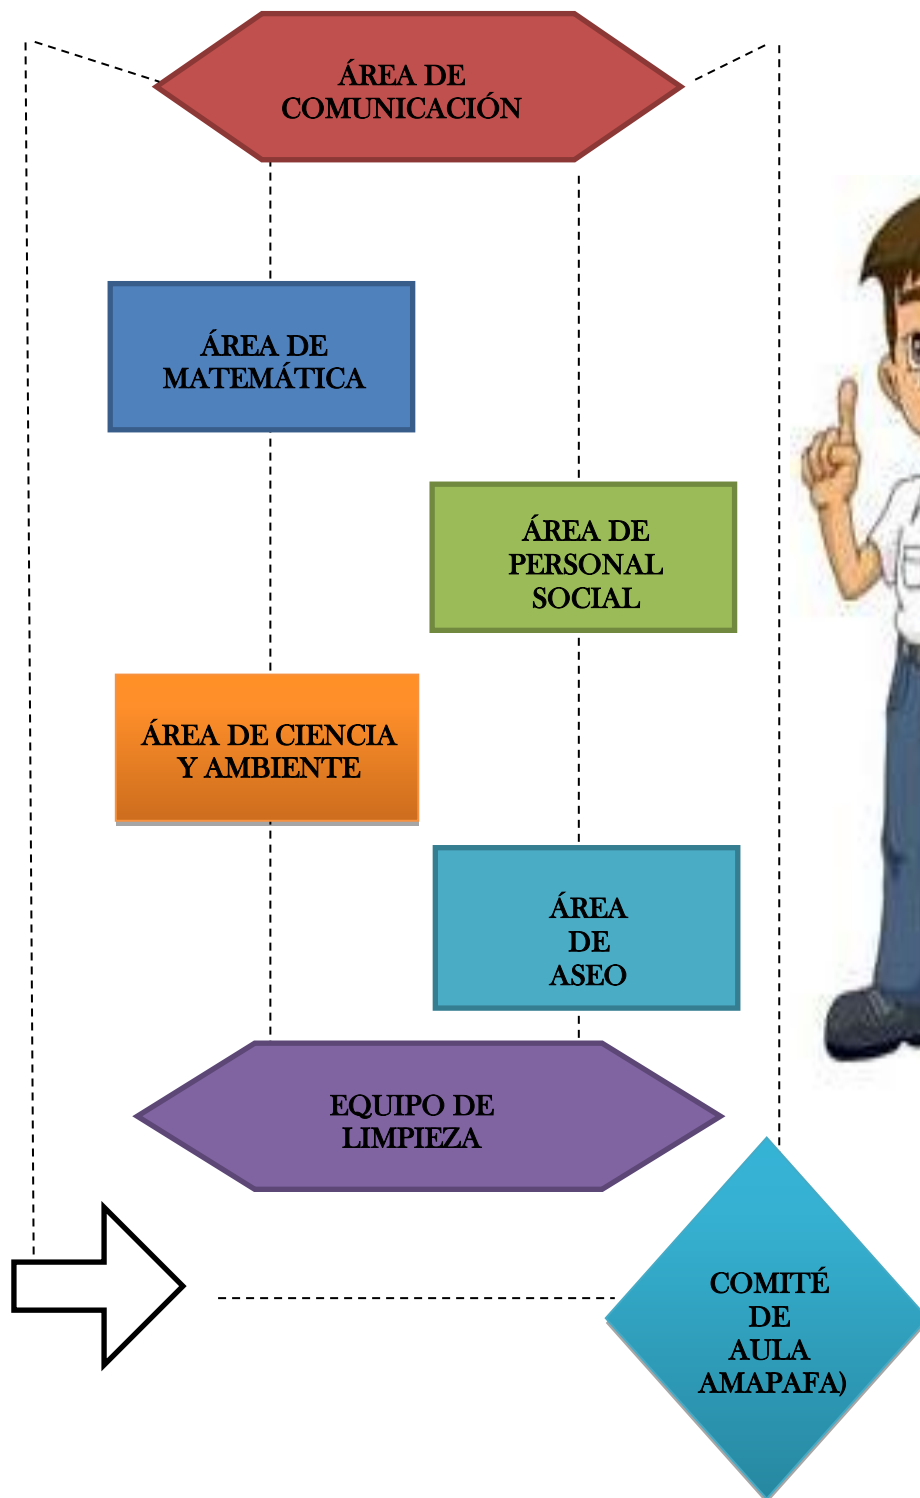 ÁREA DE
COMUNICACIÓN
ÁREA DE
MATEMÁTICA
ÁREA DE
PERSONAL
SOCIAL
ÁREA DE CIENCIA
Y AMBIENTE
ÁREA
DE
ASEO
EQUIPO DE
LIMPIEZA
COMITÉ
DE
AULA
AMAPAFA)